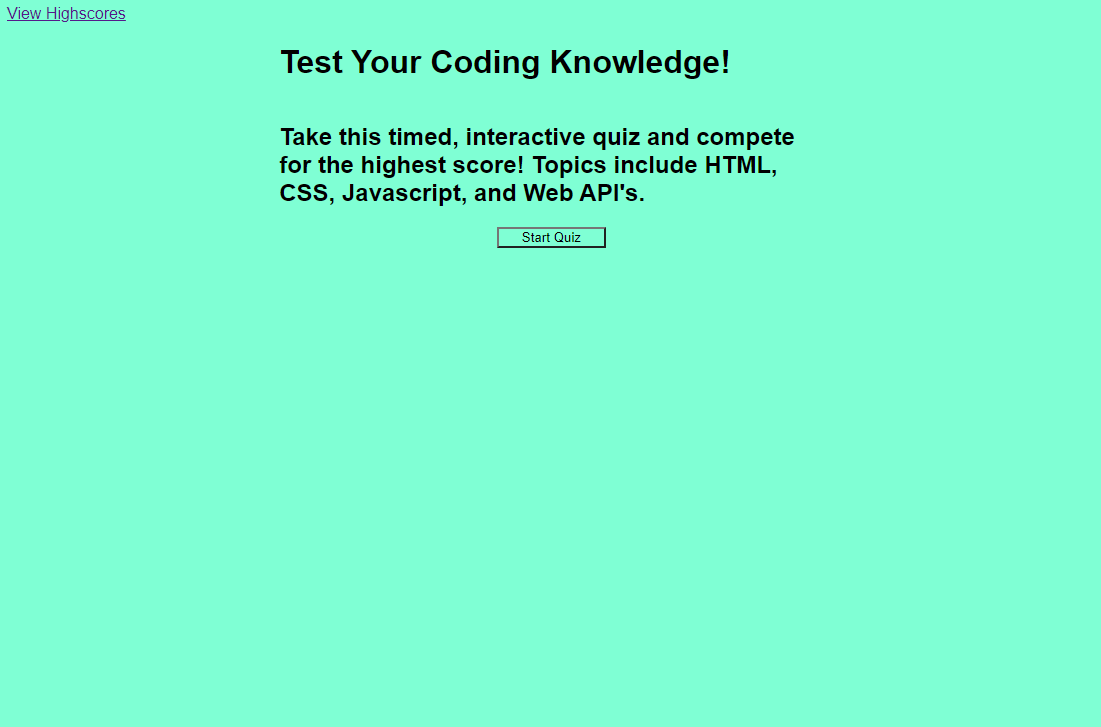 View Highscores
Test Your Coding Knowledge!
Take this timed, interactive quiz and compete
for the highest score! Topics include HTML,
CSS, Javascript, and Web API's.
Start Quiz